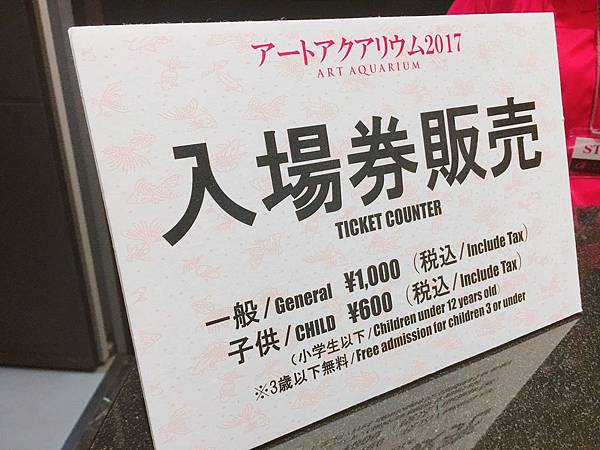 アートアクアリウム2017
ART AQUARIUM
入場券販売
TICKET COUNTER
一般/General ¥1,000（税込/Include Tax）
子供/CHILD ¥600（税込/Include Tax）
（小学生以下/Children under 12 years old）
※3歳以下無料/Free admission for children 3 or under
ST